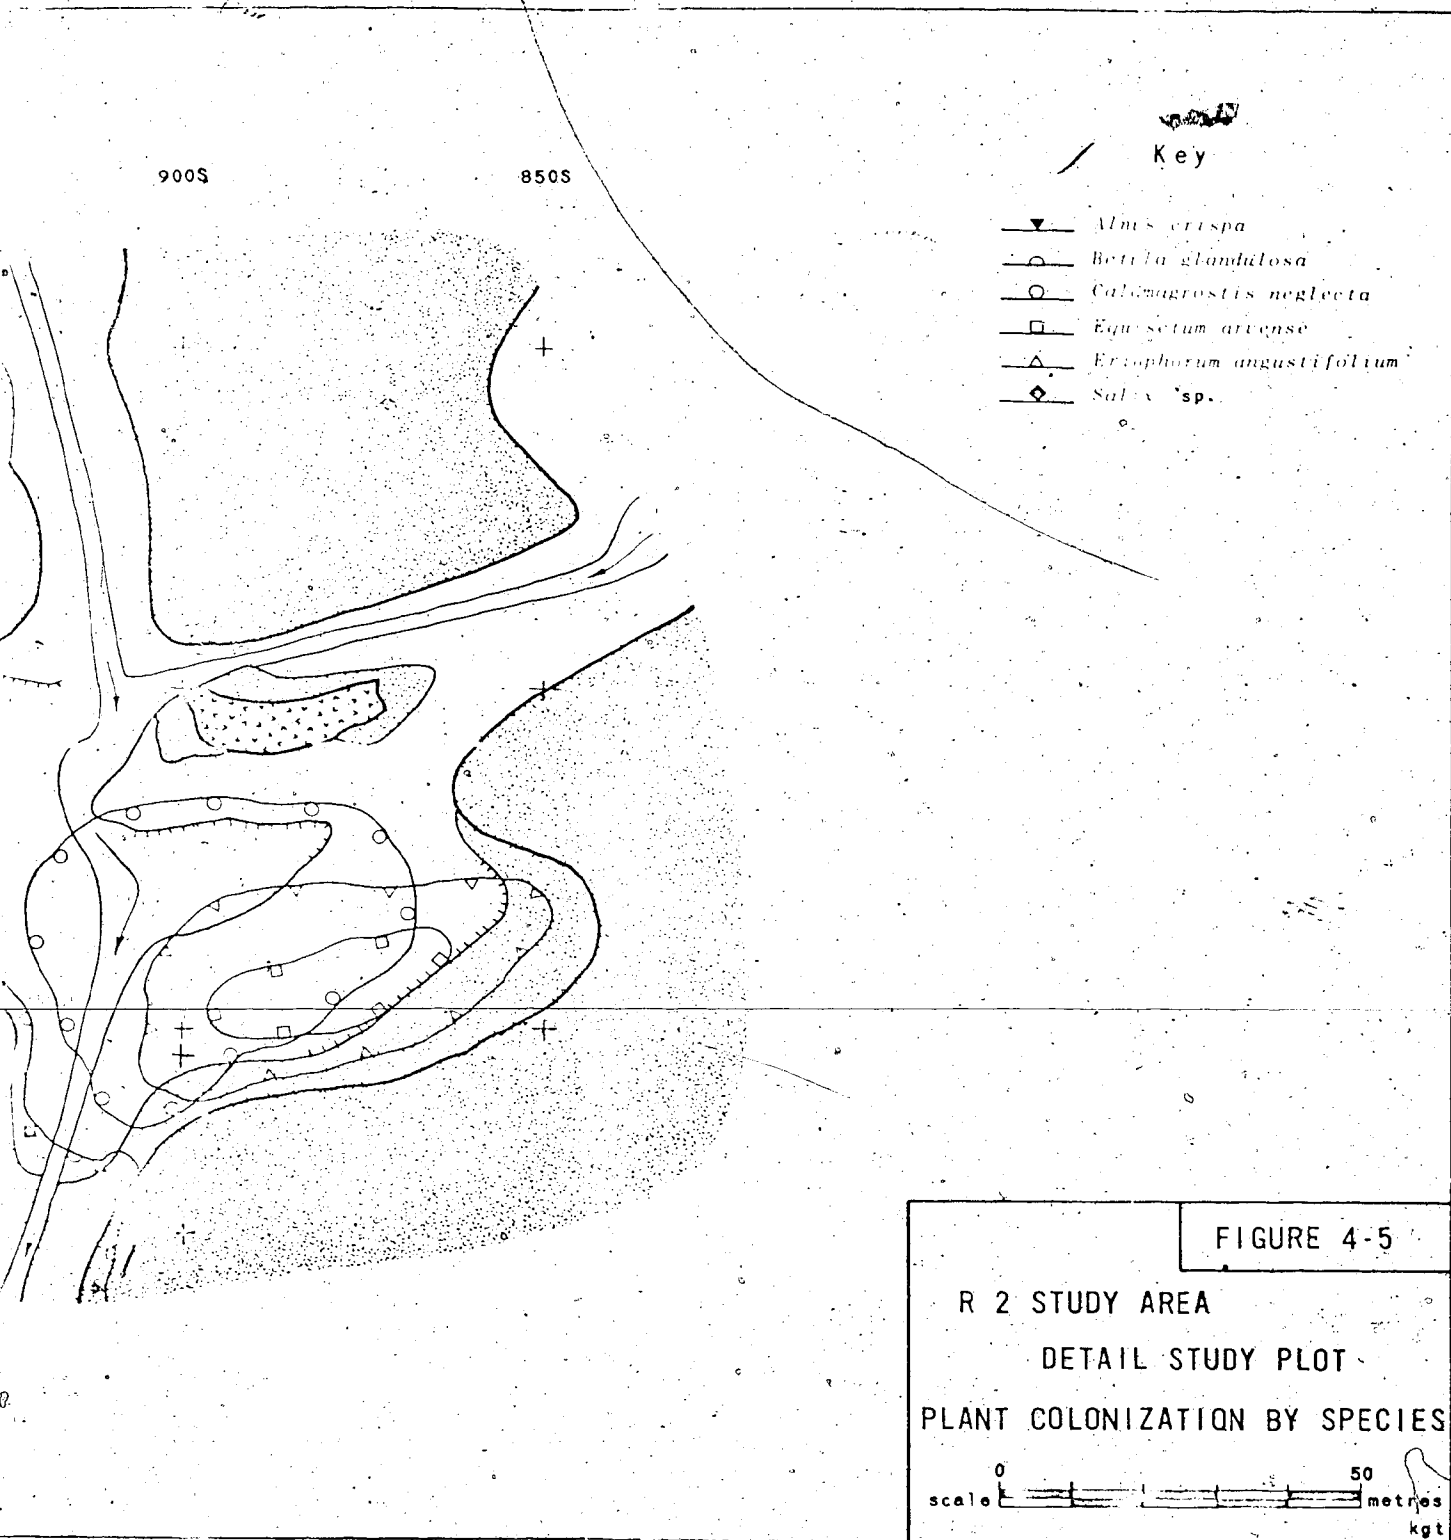 900S 850S
Key
Alnus crispa
Betula glandulosa
Calamagrostis neglecta
Equisetum arvense
Eriophorum angustifolium
Salix sp.
FIGURE 4-5
R 2 STUDY AREA
DETAIL STUDY PLOT
PLANT COLONIZATION BY SPECIES
0 50
scale metres
kgt